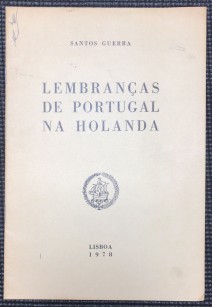 SANTOS GUERRA
LEMBRANÇAS
DE PORTUGAL
NA HOLANDA
LISBOA
1970